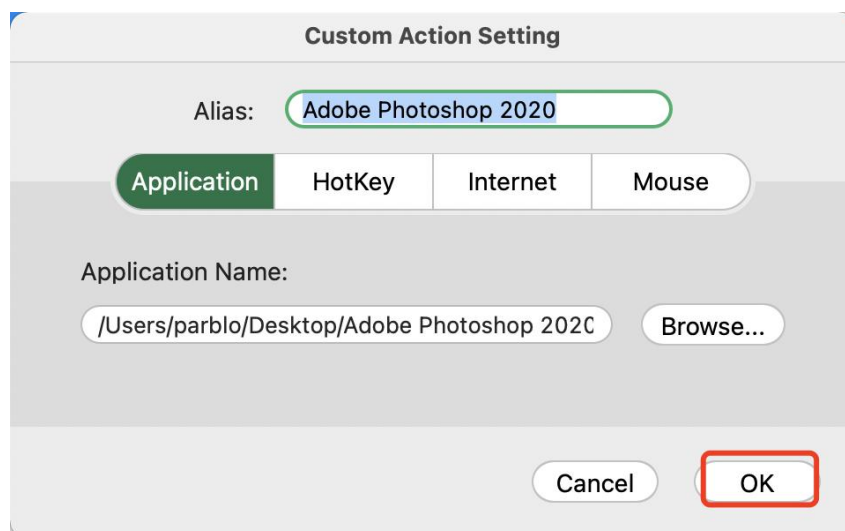 Custom Action Setting
Alias: Adobe Photoshop 2020
Application HotKey Internet Mouse
Application Name:
/Users/parblo/Desktop/Adobe Photoshop 2020 Browse...
Cancel OK